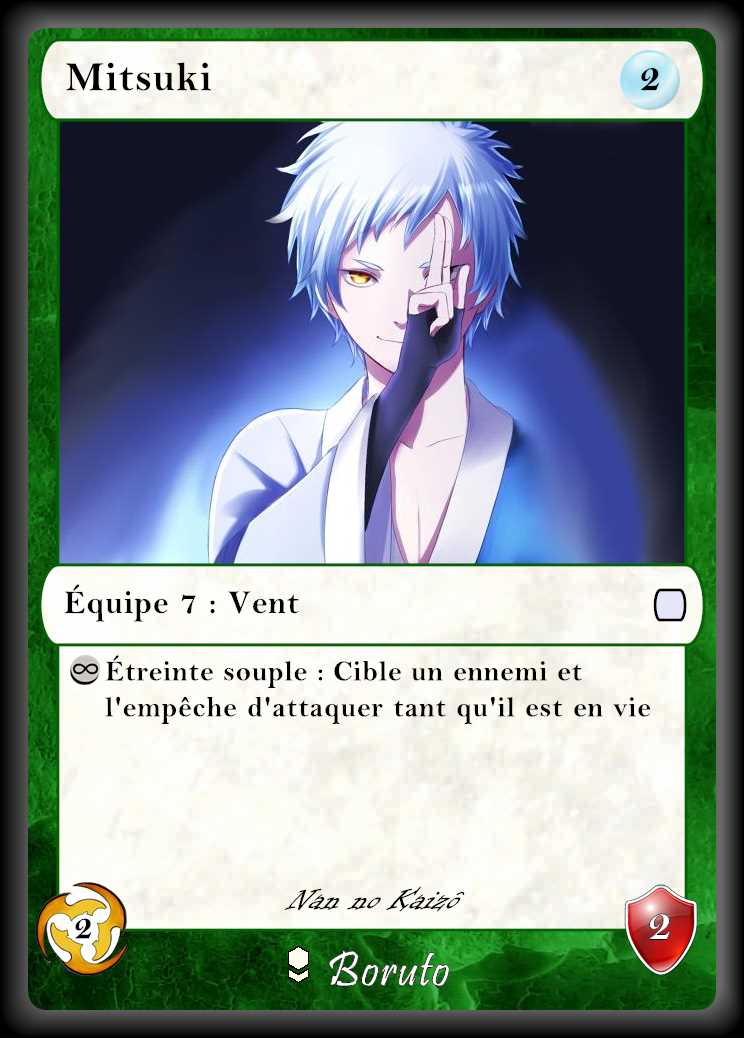 Mitsuki
2
Équipe 7 : Vent
∞ Étreinte souple : Cible un ennemi et
l'empêche d'attaquer tant qu'il est en vie
Nan no Kaizô
2
2
Boruto